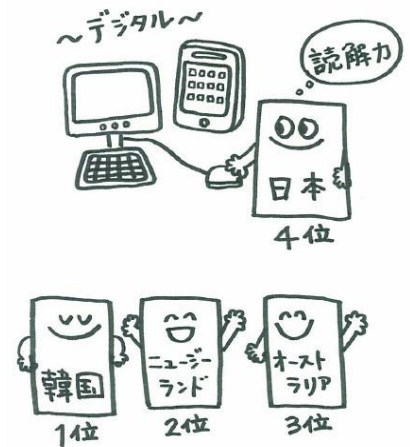 〜デジタル〜
読解力
日本
4位
韓国
1位
ニュージー
ランド
2位
オースト
ラリア
3位